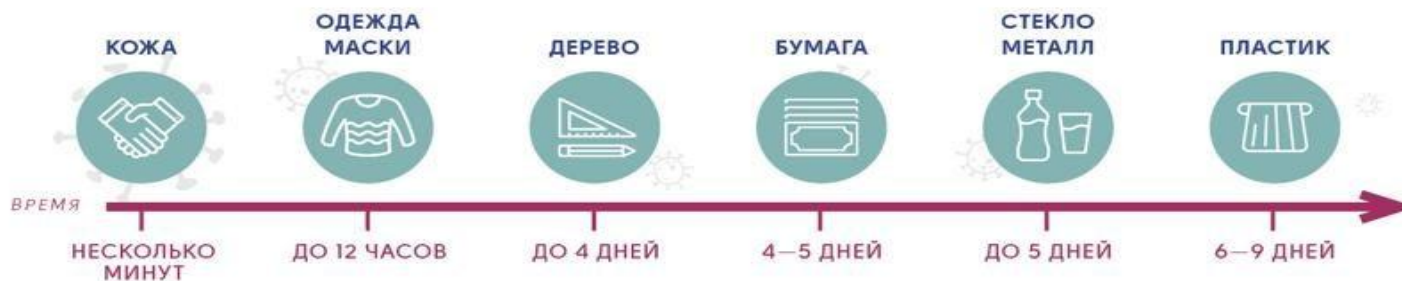 КОЖА
ОДЕЖДА
МАСКИ
ДЕРЕВО
БУМАГА
СТЕКЛО
МЕТАЛЛ
ПЛАСТИК
ВРЕМЯ
НЕСКОЛЬКО
МИНУТ
ДО 12 ЧАСОВ
ДО 4 ДНЕЙ
4—5 ДНЕЙ
ДО 5 ДНЕЙ
6—9 ДНЕЙ